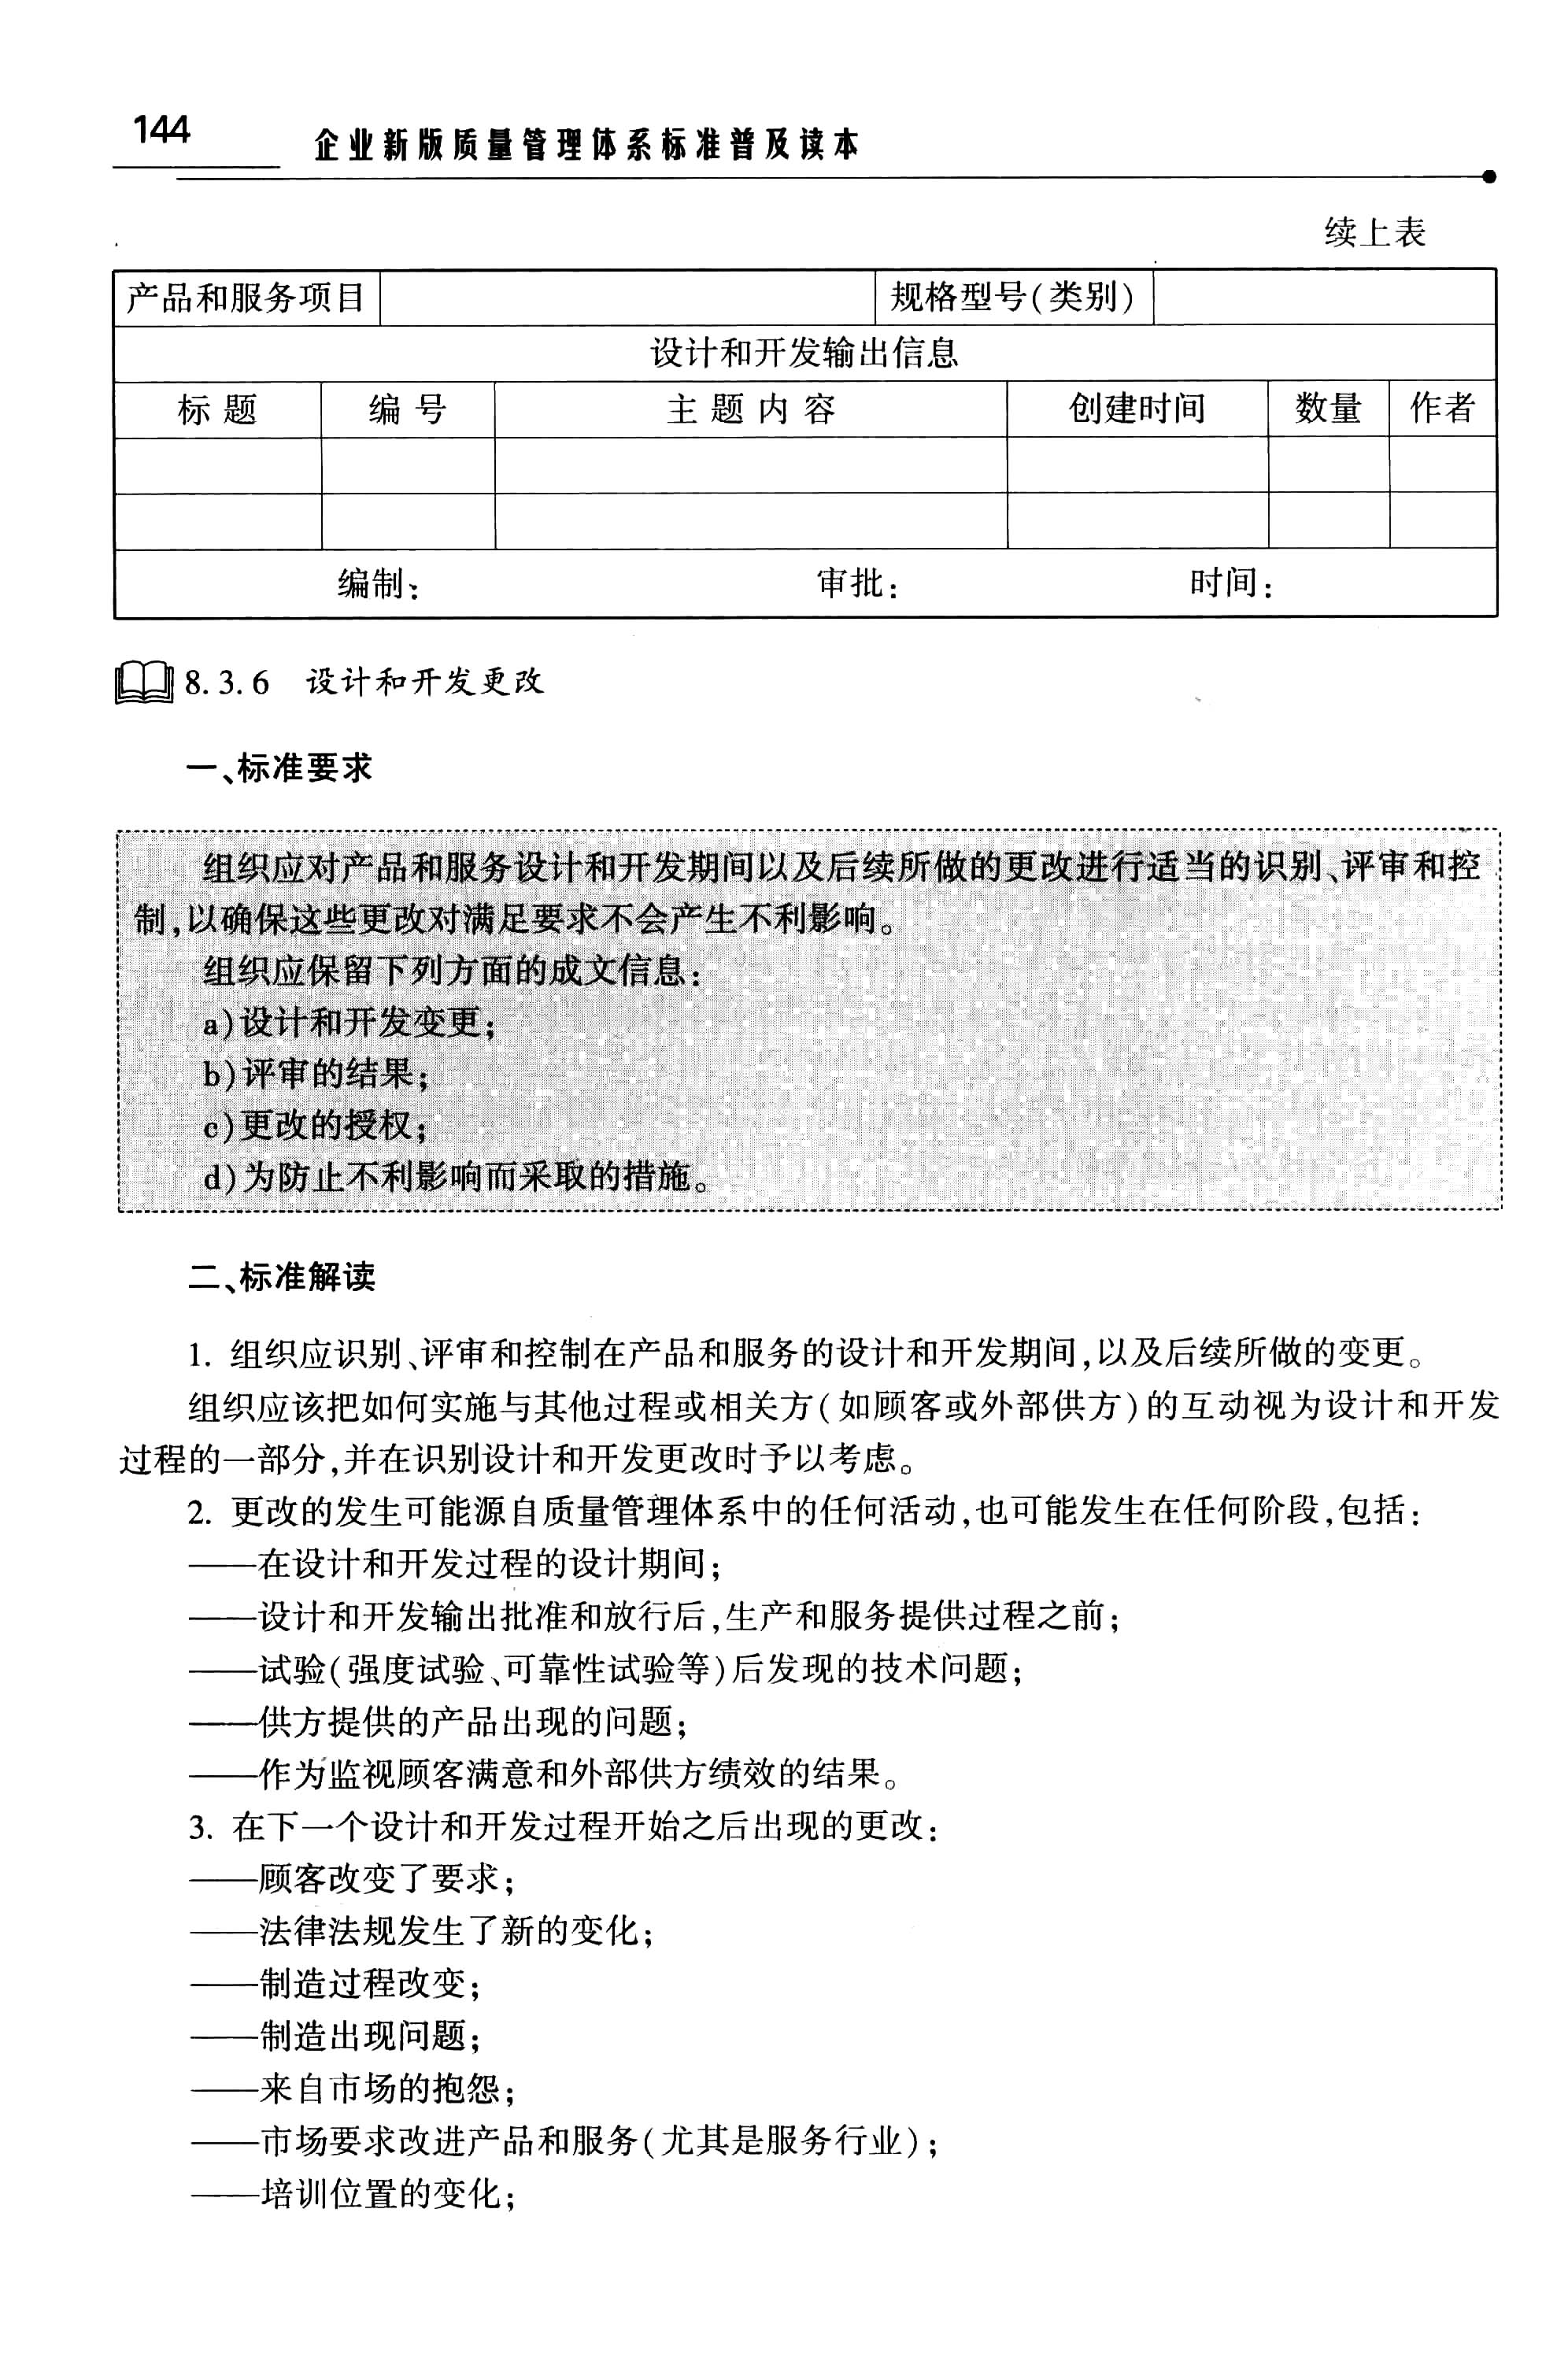 144
企业新版质量管理体系标准普及读本
续上表
产品和服务项目 规格型号(类别)
设计和开发输出信息
标 题 编 号 主 题 内 容 创建时间 数量 作者
编制: 审批: 时间:
8.3.6 设计和开发更改
一、标准要求
组织应对产品和服务设计和开发期间以及后续所做的更改进行适当的识别、评审和控
制,以确保这些更改对满足要求不会产生不利影响。
组织应保留下列方面的成文信息:
a)设计和开发变更;
b)评审的结果;
c)更改的授权;
d)为防止不利影响而采取的措施。
二、标准解读
1. 组织应识别、评审和控制在产品和服务的设计和开发期间,以及后续所做的变更。
组织应该把如何实施与其他过程或相关方(如顾客或外部供方)的互动视为设计和开发
过程的一部分,并在识别设计和开发更改时予以考虑。
2. 更改的发生可能源自质量管理体系中的任何活动,也可能发生在任何阶段,包括:
——在设计和开发过程的设计期间;
——设计和开发输出批准和放行后,生产和服务提供过程之前;
——试验(强度试验、可靠性试验等)后发现的技术问题;
——供方提供的产品出现的问题;
——作为监视顾客满意和外部供方绩效的结果。
3. 在下一个设计和开发过程开始之后出现的更改:
——顾客改变了要求;
——法律法规发生了新的变化;
——制造过程改变;
——制造出现问题;
——来自市场的抱怨;
——市场要求改进产品和服务(尤其是服务行业);
——培训位置的变化;